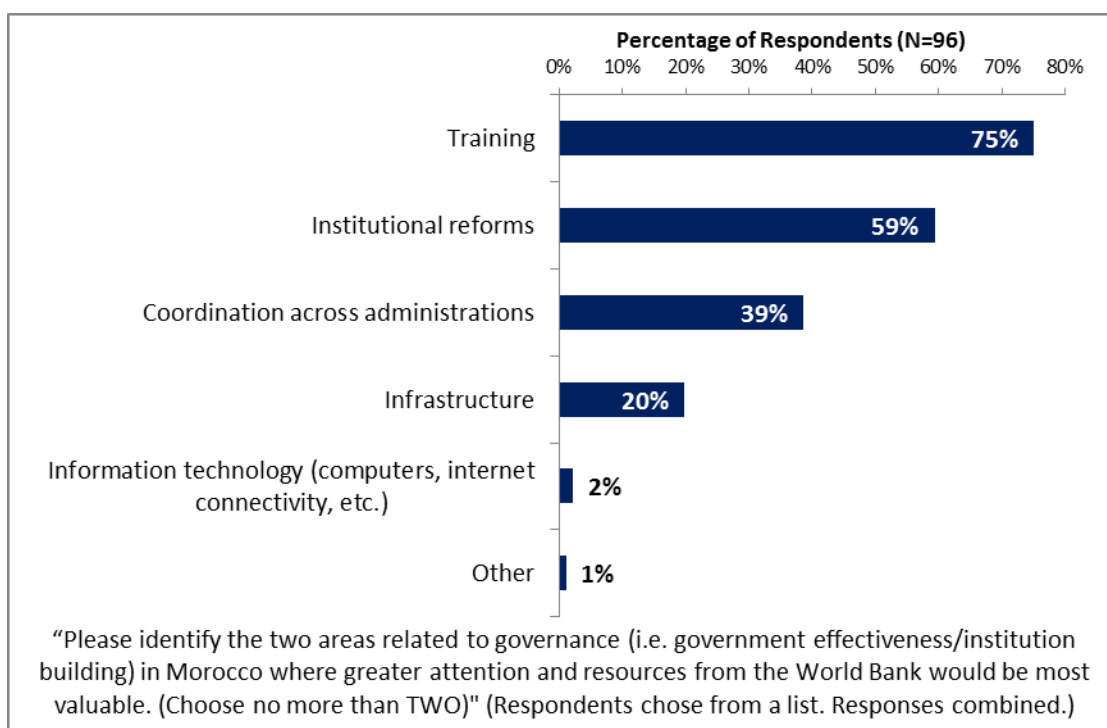 Percentage of Respondents (N=96)
0% 10% 20% 30% 40% 50% 60% 70% 80%
Training 75%
Institutional reforms 59%
Coordination across administrations 39%
Infrastructure 20%
Information technology (computers, internet
connectivity, etc.) 2%
Other 1%
“Please identify the two areas related to governance (i.e. government effectiveness/institution
building) in Morocco where greater attention and resources from the World Bank would be most
valuable. (Choose no more than TWO)" (Respondents chose from a list. Responses combined.)